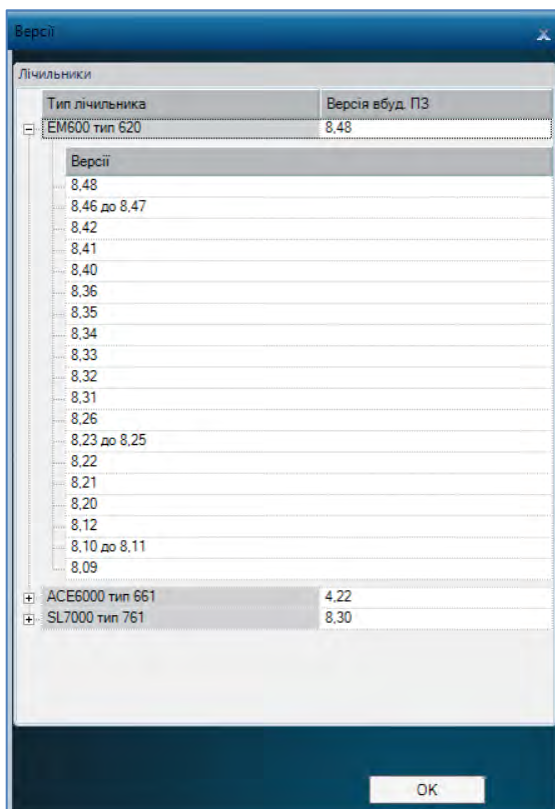 Версії
x
Лічильники
Тип лічильника Версія вбуд. ПЗ
EM600 тип 620 8,48
Версії
8,48
8,46 до 8,47
8,42
8,41
8,40
8,36
8,35
8,34
8,33
8,32
8,31
8,26
8,23 до 8,25
8,22
8,21
8,20
8,12
8,10 до 8,11
8,09
ACE6000 тип 661 4,22
SL7000 тип 761 8,30
OK